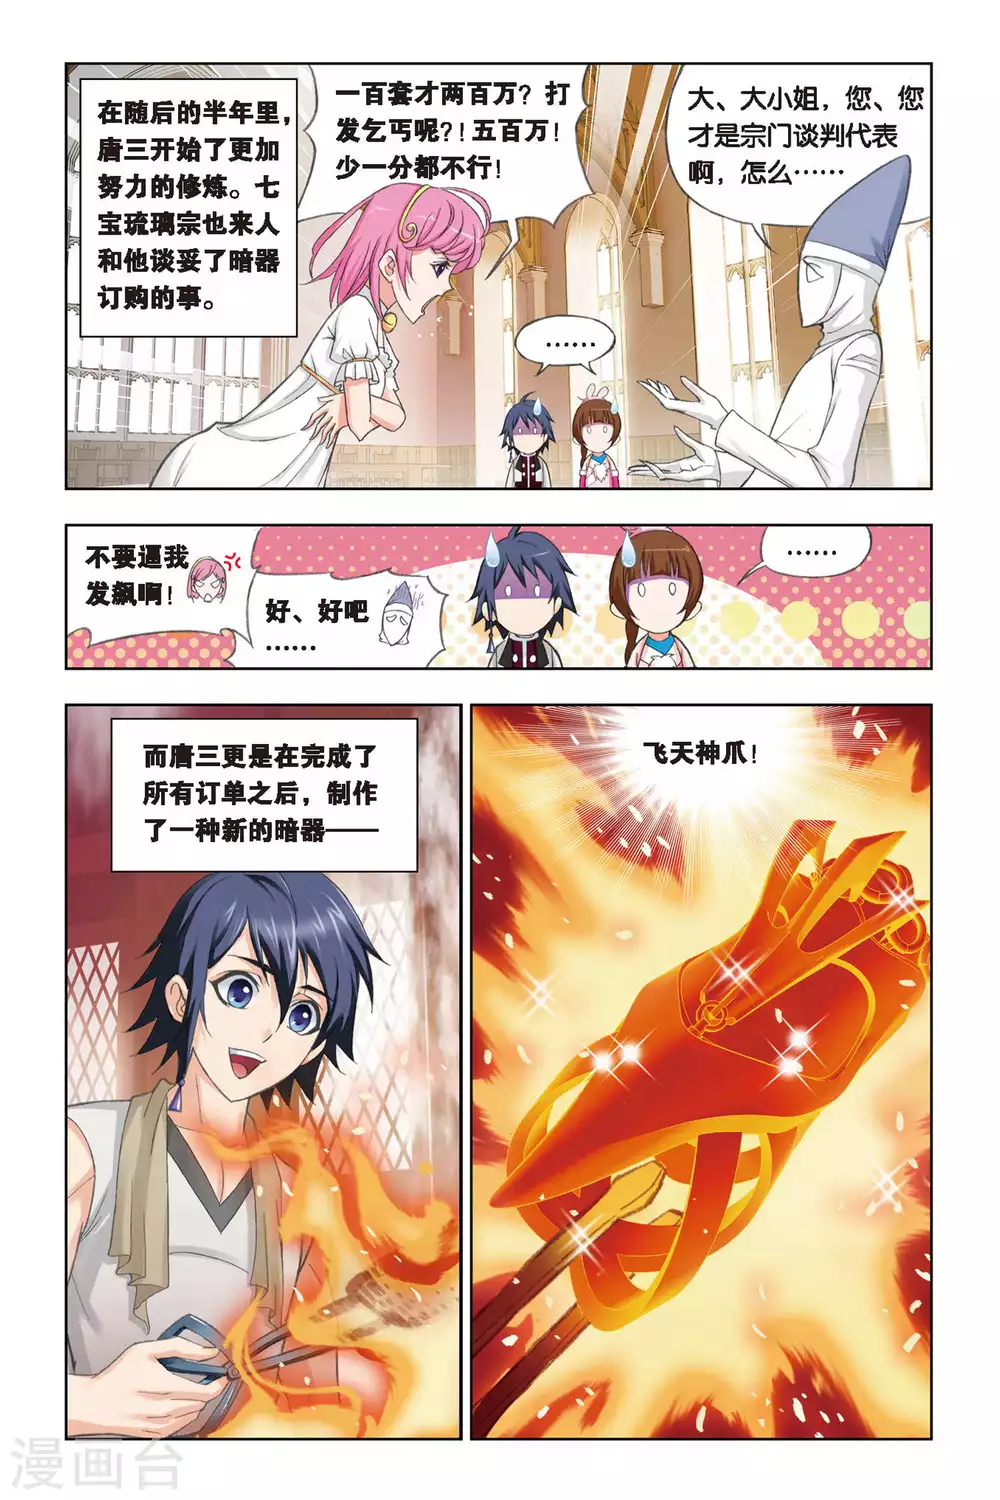 在随后的半年里，
唐三开始了更加
努力的修炼。七
宝琉璃宗也来人
和他谈妥了暗器
订购的事。
一百套才两百万？打
发乞丐呢？！五百万！
少一分都不行！
大、大小姐，您、您
才是宗门谈判代表
啊，怎么……
……
不要逼我
发飙啊！
好、好吧
……
……
而唐三更是在完成了
所有订单之后，制作
了一种新的暗器——
飞天神爪！
漫画台